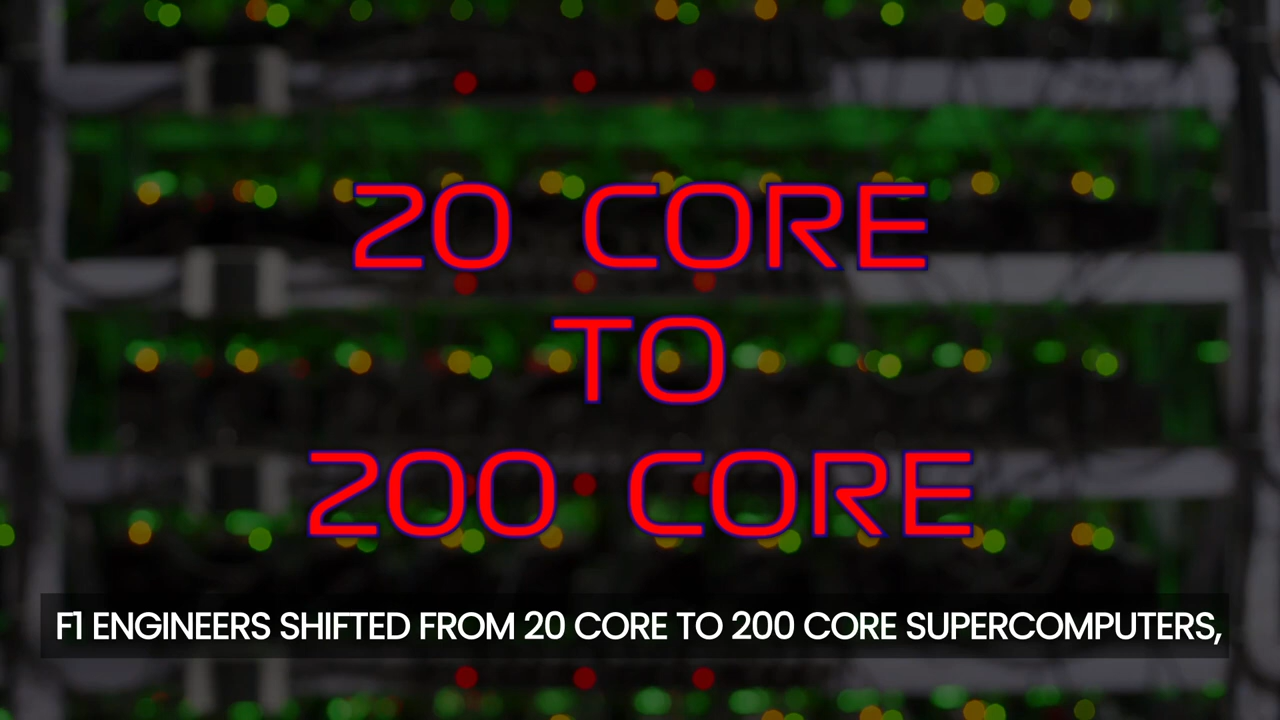 20 CORE
TO
200 CORE
F1 ENGINEERS SHIFTED FROM 20 CORE TO 200 CORE SUPERCOMPUTERS,